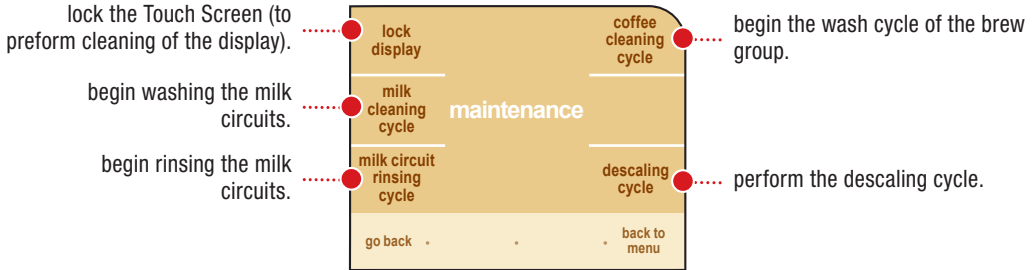 lock the Touch Screen (to
preform cleaning of the display).
begin washing the milk
circuits.
begin rinsing the milk
circuits.
lock
display
milk
cleaning
cycle
milk circuit
rinsing
cycle
maintenance
coffee
cleaning
cycle
descaling
cycle
go back
back to
menu
begin the wash cycle of the brew
group.
perform the descaling cycle.